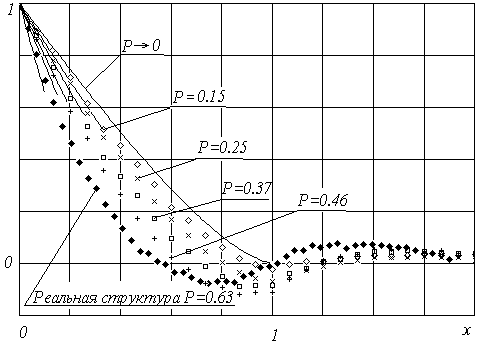 1
P→0
P=0.15
P=0.25
P=0.37
P=0.46
0
Реальная структура P=0.63
0
1
x